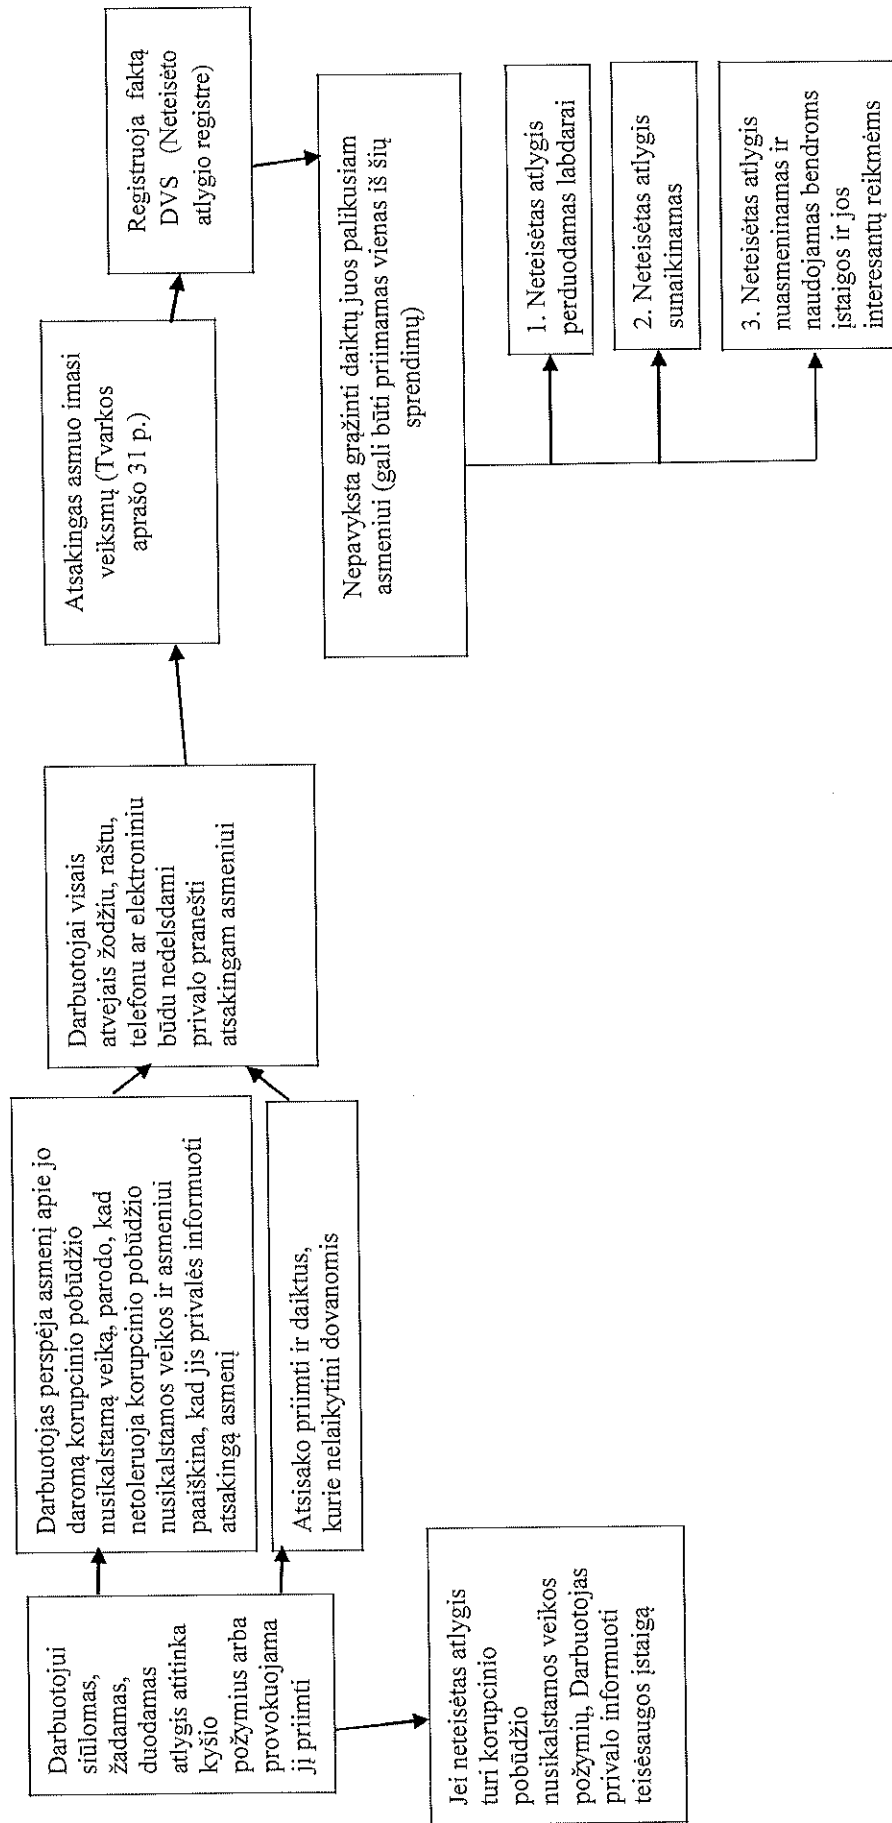 Darbuotojui
siūlomas,
žadamas,
duodamas
atlygis atitinka
kyšio
požymius arba
provokuojama
jį priimti
Jei neteisėtas atlygis
turi korupcinio
pobūdžio
nusikalstamos veikos
požymių, Darbuotojas
privalo informuoti
teisėsaugos įstaigą
Darbuotojas perspėja asmenį apie jo
daromą korupcinio pobūdžio
nusikalstamą veiką, parodo, kad
netoleruoja korupcinio pobūdžio
nusikalstamos veikos ir asmeniui
paaiškina, kad jis privalės informuoti
atsakingą asmenį
Atsisako priimti ir daiktus,
kurie nelaikytini dovanomis
Darbuotojai visais
atvejais žodžiu, raštu,
telefonu ar elektroniniu
būdu nedelsdami
privalo pranešti
atsakingam asmeniui
Atsakingas asmuo imasi
veiksmų (Tvarkos
aprašo 31 p.)
Registruoja faktą
DVS (Neteisėto
atlygio registre)
Nepavyksta grąžinti daiktų juos palikusiam
asmeniui (gali būti priimamas vienas iš šių
sprendimų)
1. Neteisėtas atlygis
perduodamas labdarai
2. Neteisėtas atlygis
sunaikinamas
3. Neteisėtas atlygis
nuasmeninamas ir
naudojamas bendroms
įstaigos ir jos
interesantų reikmėms